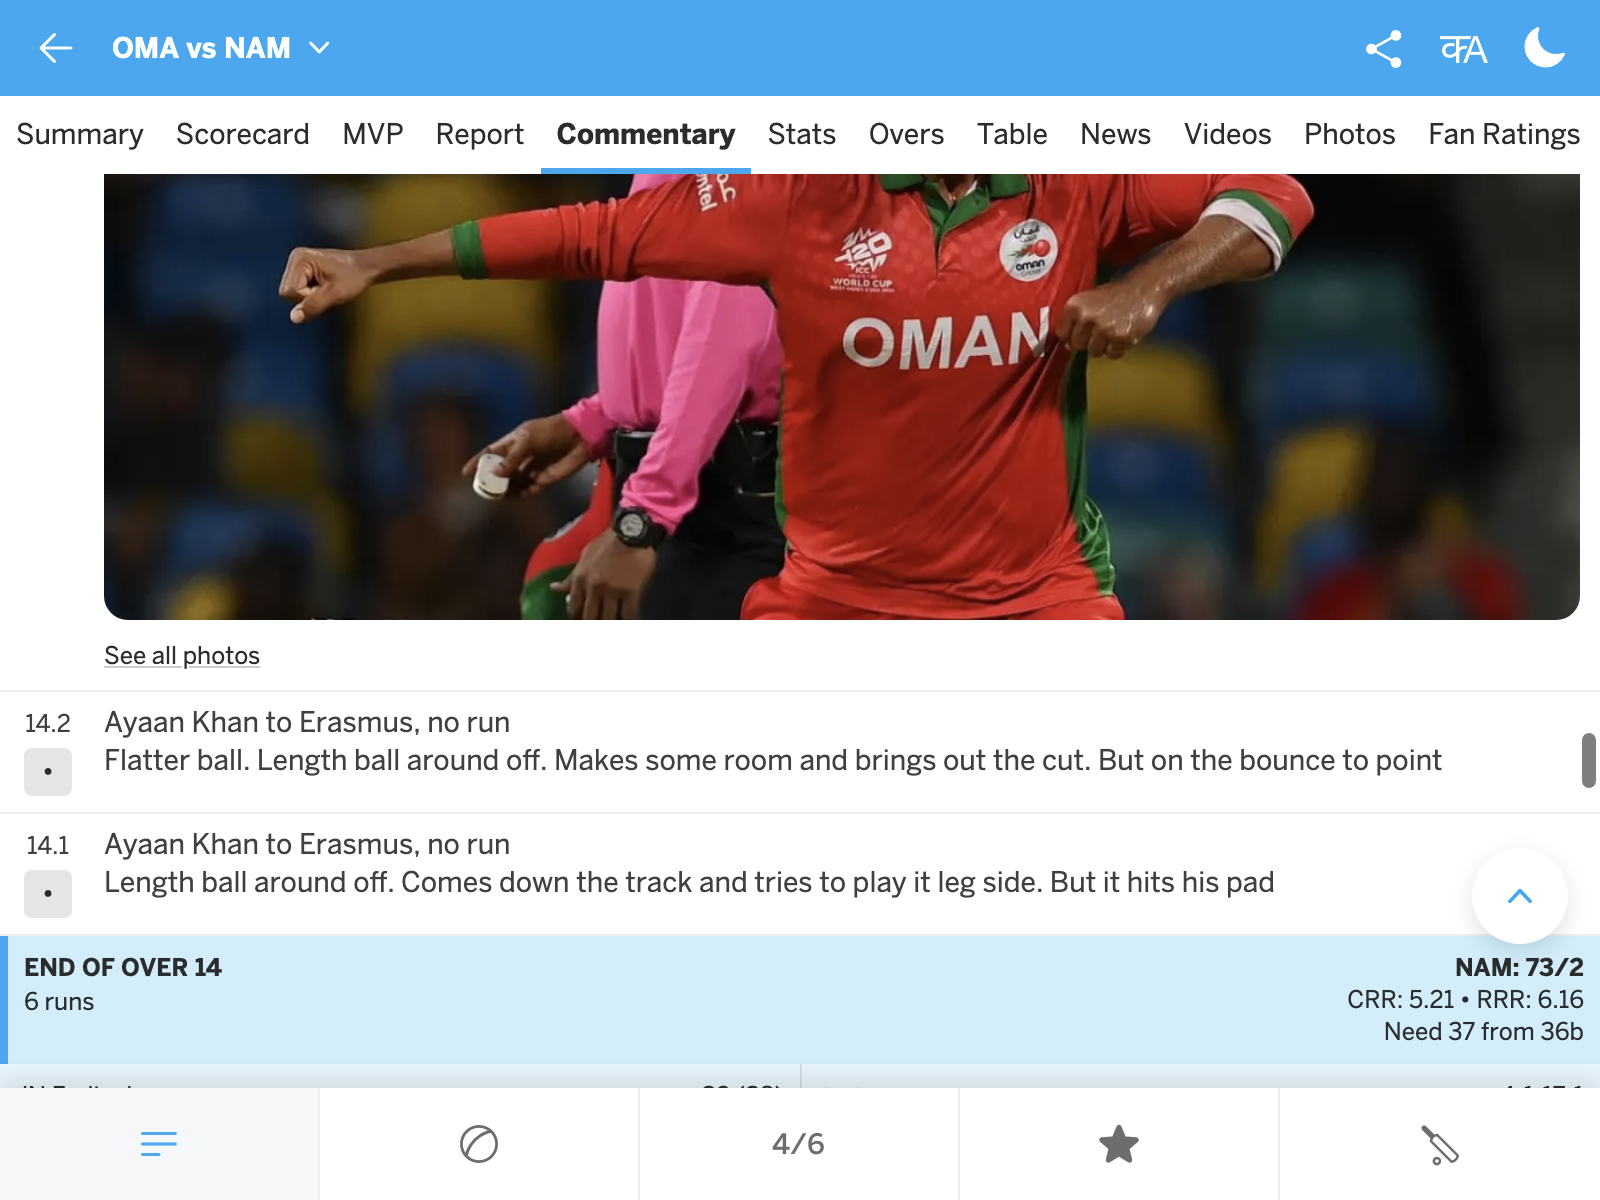 OMA vs NAM
Summary Scorecard MVP Report Commentary Stats Overs Table News Videos Photos Fan Ratings
T20
ICC
WORLD CUP
oman
OMAN
See all photos
14.2 Ayaan Khan to Erasmus, no run
• Flatter ball. Length ball around off. Makes some room and brings out the cut. But on the bounce to point
14.1 Ayaan Khan to Erasmus, no run
• Length ball around off. Comes down the track and tries to play it leg side. But it hits his pad
END OF OVER 14 NAM: 73/2
6 runs CRR: 5.21 • RRR: 6.16
Need 37 from 36b
4/6